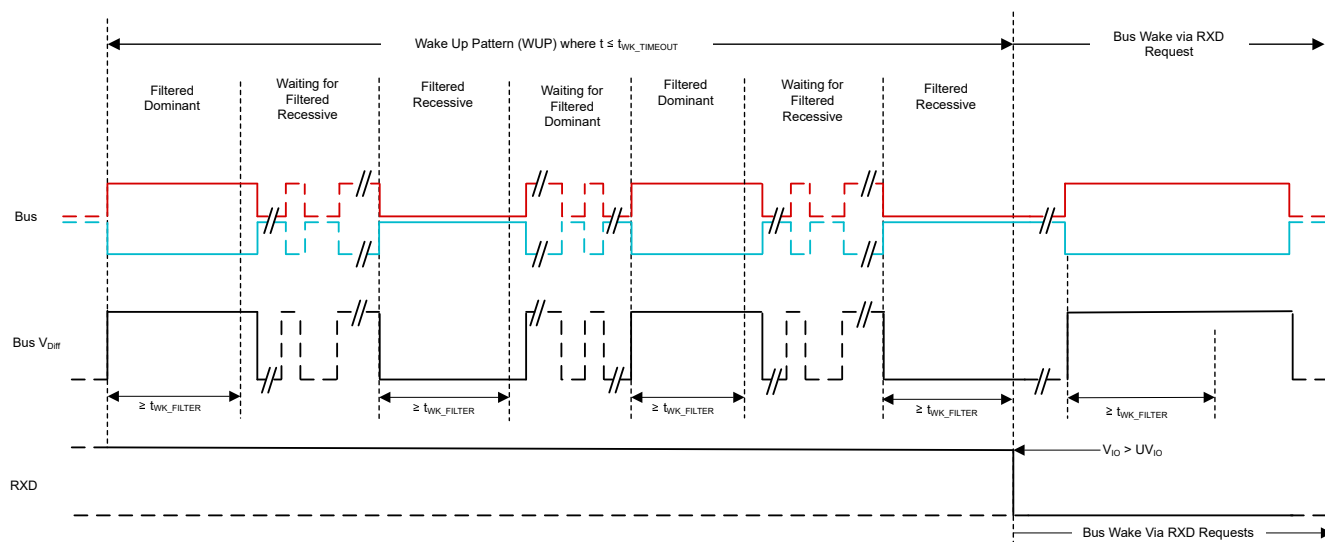 Wake Up Pattern (WUP) where t ≤ tWK_TIMEOUT
Bus Wake via RXD
Request
Filtered
Dominant
Waiting for
Filtered
Recessive
Filtered
Recessive
Waiting for
Filtered
Dominant
Filtered
Dominant
Waiting for
Filtered
Recessive
Filtered
Recessive
Bus
Bus VDiff
≥ tWK_FILTER
≥ tWK_FILTER
≥ tWK_FILTER
≥ tWK_FILTER
≥ tWK_FILTER
VIO > UVIO
RXD
Bus Wake Via RXD Requests